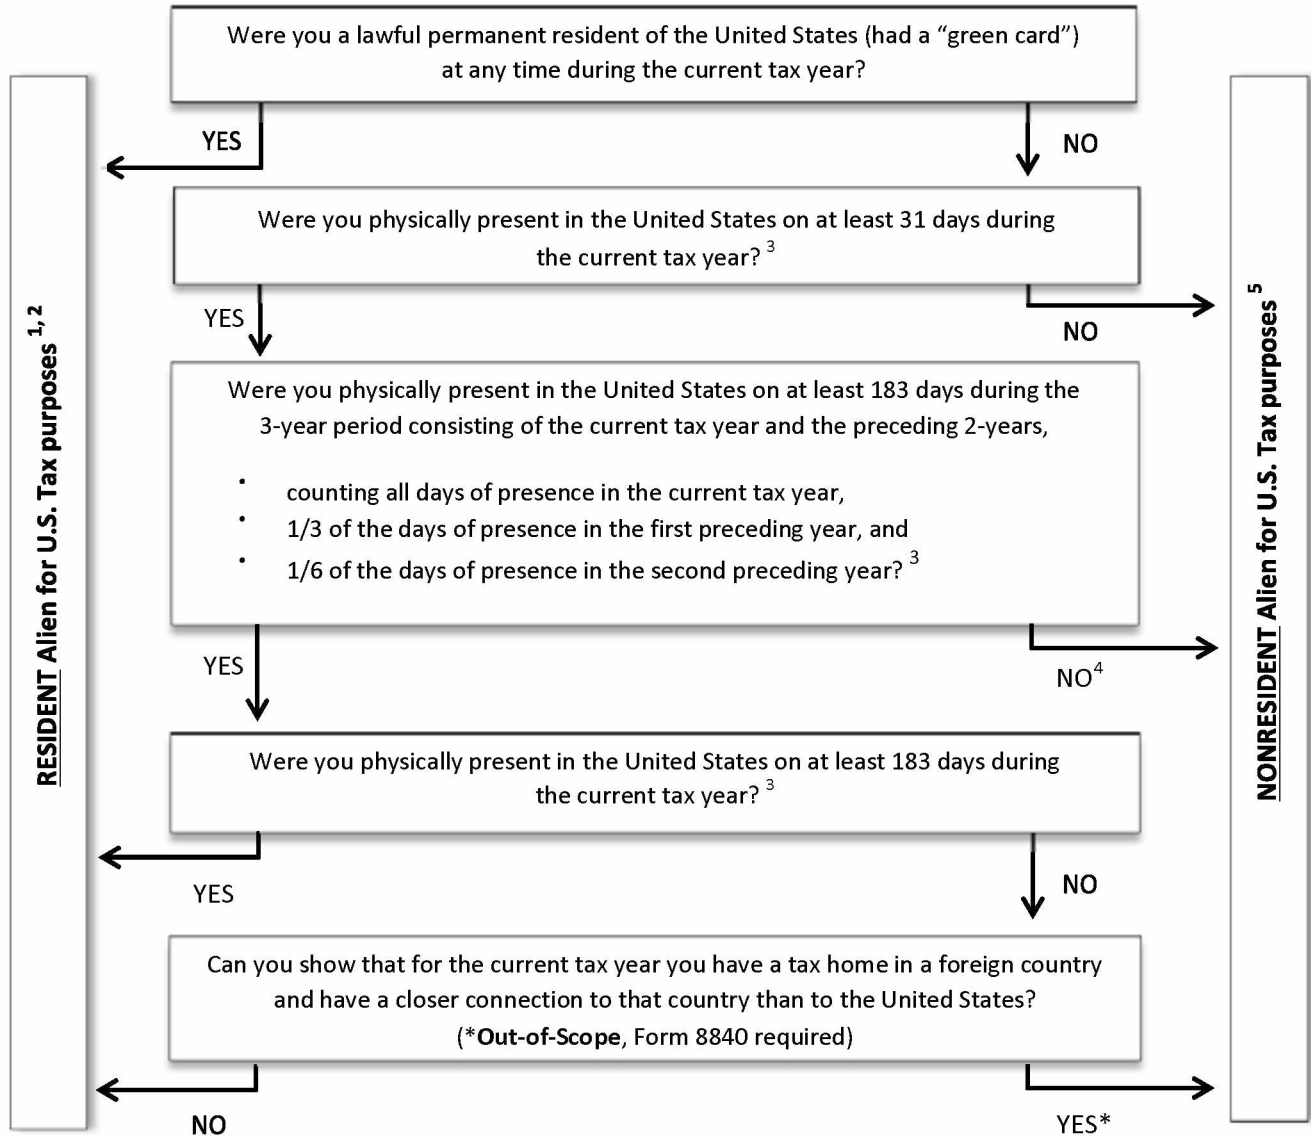 Were you a lawful permanent resident of the United States (had a “green card”)
at any time during the current tax year?
YES
NO
Were you physically present in the United States on at least 31 days during
the current tax year? 3
YES
NO
RESIDENT Alien for U.S. Tax purposes 1, 2
NONRESIDENT Alien for U.S. Tax purposes 5
Were you physically present in the United States on at least 183 days during the
3-year period consisting of the current tax year and the preceding 2-years,
· counting all days of presence in the current tax year,
· 1/3 of the days of presence in the first preceding year, and
· 1/6 of the days of presence in the second preceding year? 3
YES
NO4
Were you physically present in the United States on at least 183 days during
the current tax year? 3
YES
NO
Can you show that for the current tax year you have a tax home in a foreign country
and have a closer connection to that country than to the United States?
(*Out-of-Scope, Form 8840 required)
NO
YES*